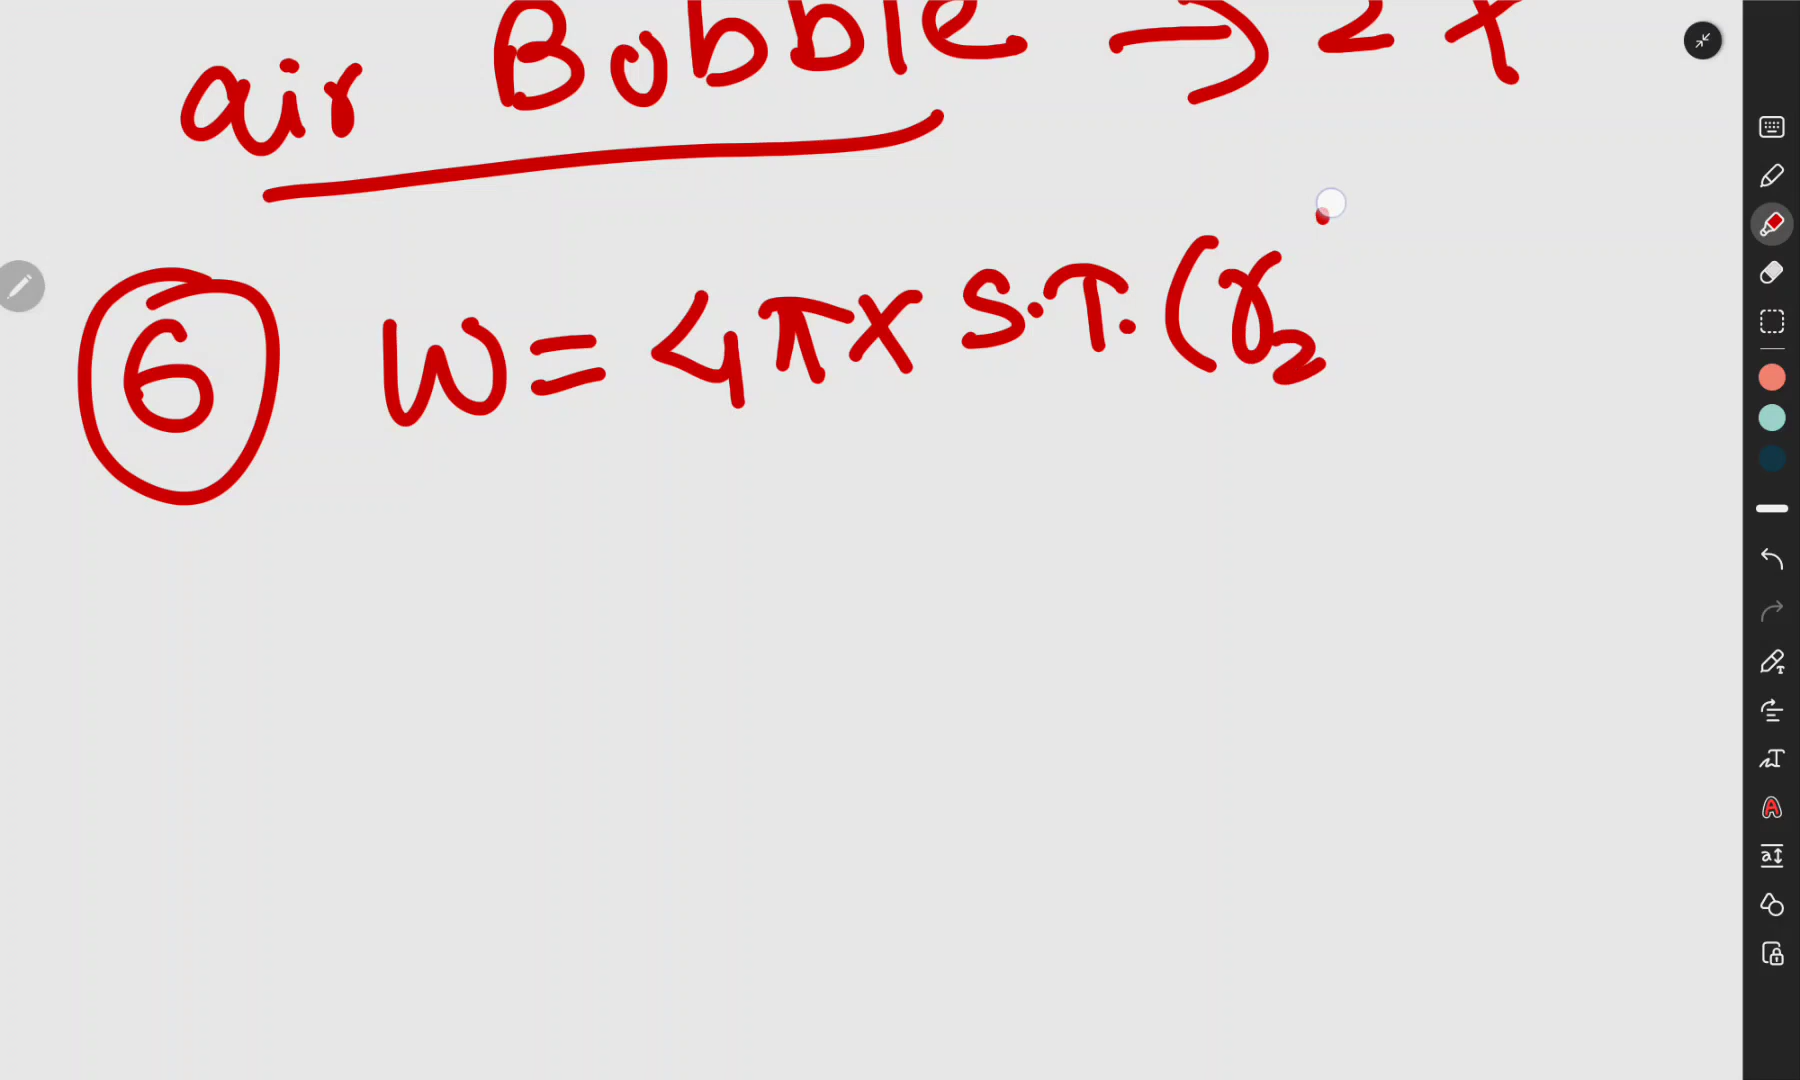 air Bubble → 2 x
6 W = 4π x S.T. (r₂